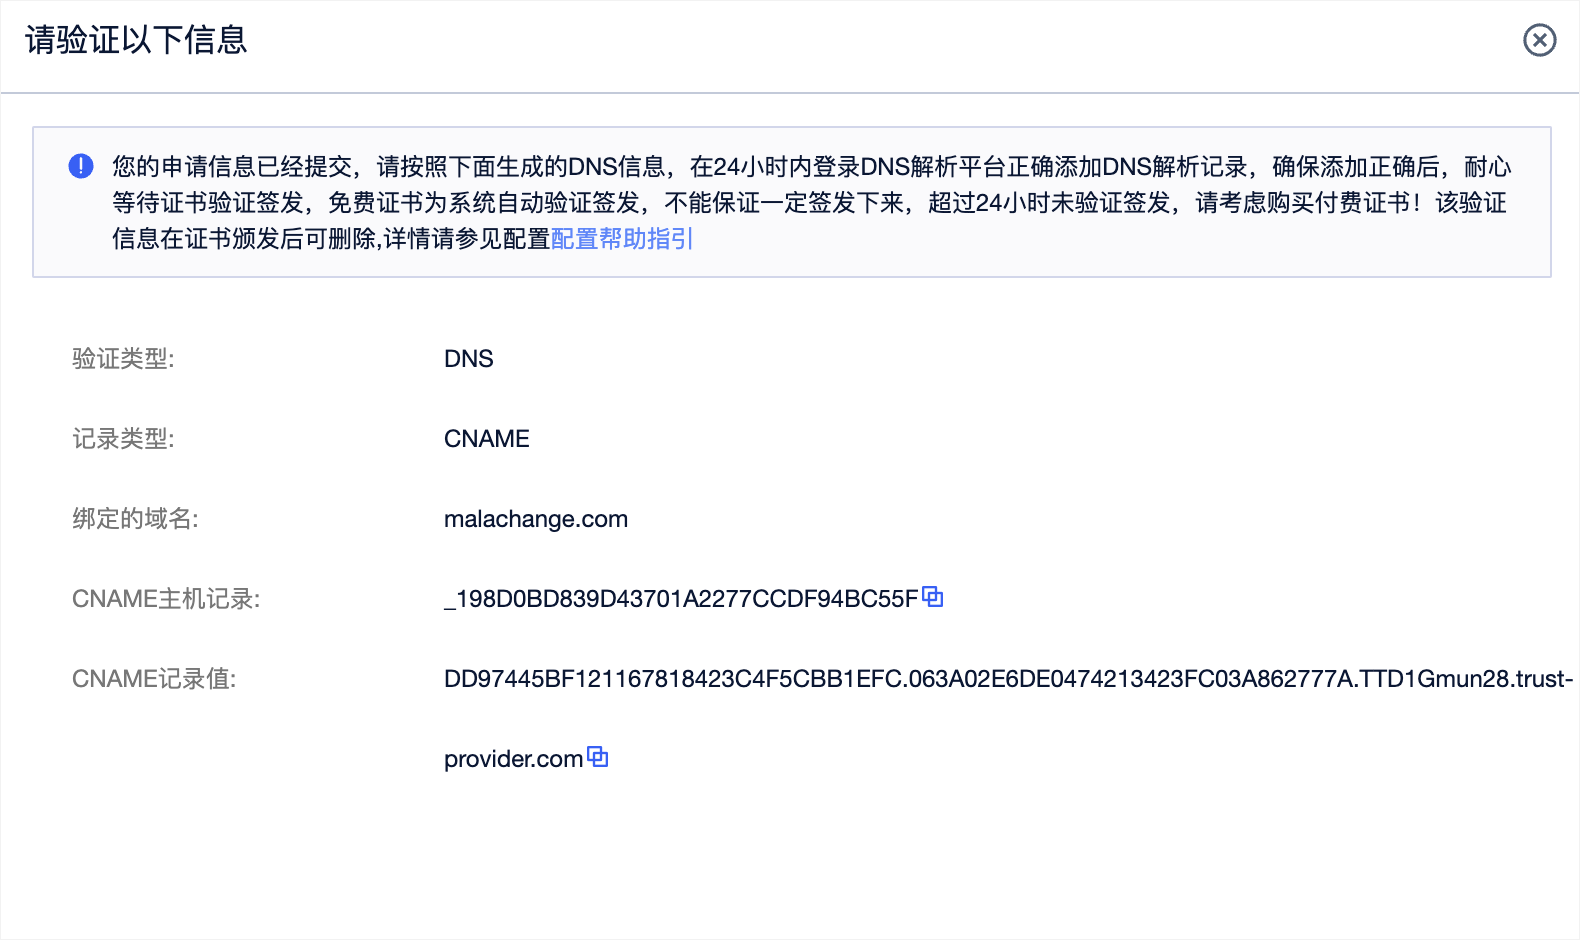 请验证以下信息
您的申请信息已经提交，请按照下面生成的DNS信息，在24小时内登录DNS解析平台正确添加DNS解析记录，确保添加正确后，耐心
等待证书验证签发，免费证书为系统自动验证签发，不能保证一定签发下来，超过24小时未验证签发，请考虑购买付费证书！该验证
信息在证书颁发后可删除,详情请参见配置配置帮助指引
验证类型: DNS
记录类型: CNAME
绑定的域名: malachange.com
CNAME主机记录: _198D0BD839D43701A2277CCDF94BC55F
CNAME记录值: DD97445BF121167818423C4F5CBB1EFC.063A02E6DE0474213423FC03A862777A.TTD1Gmun28.trust-
provider.com